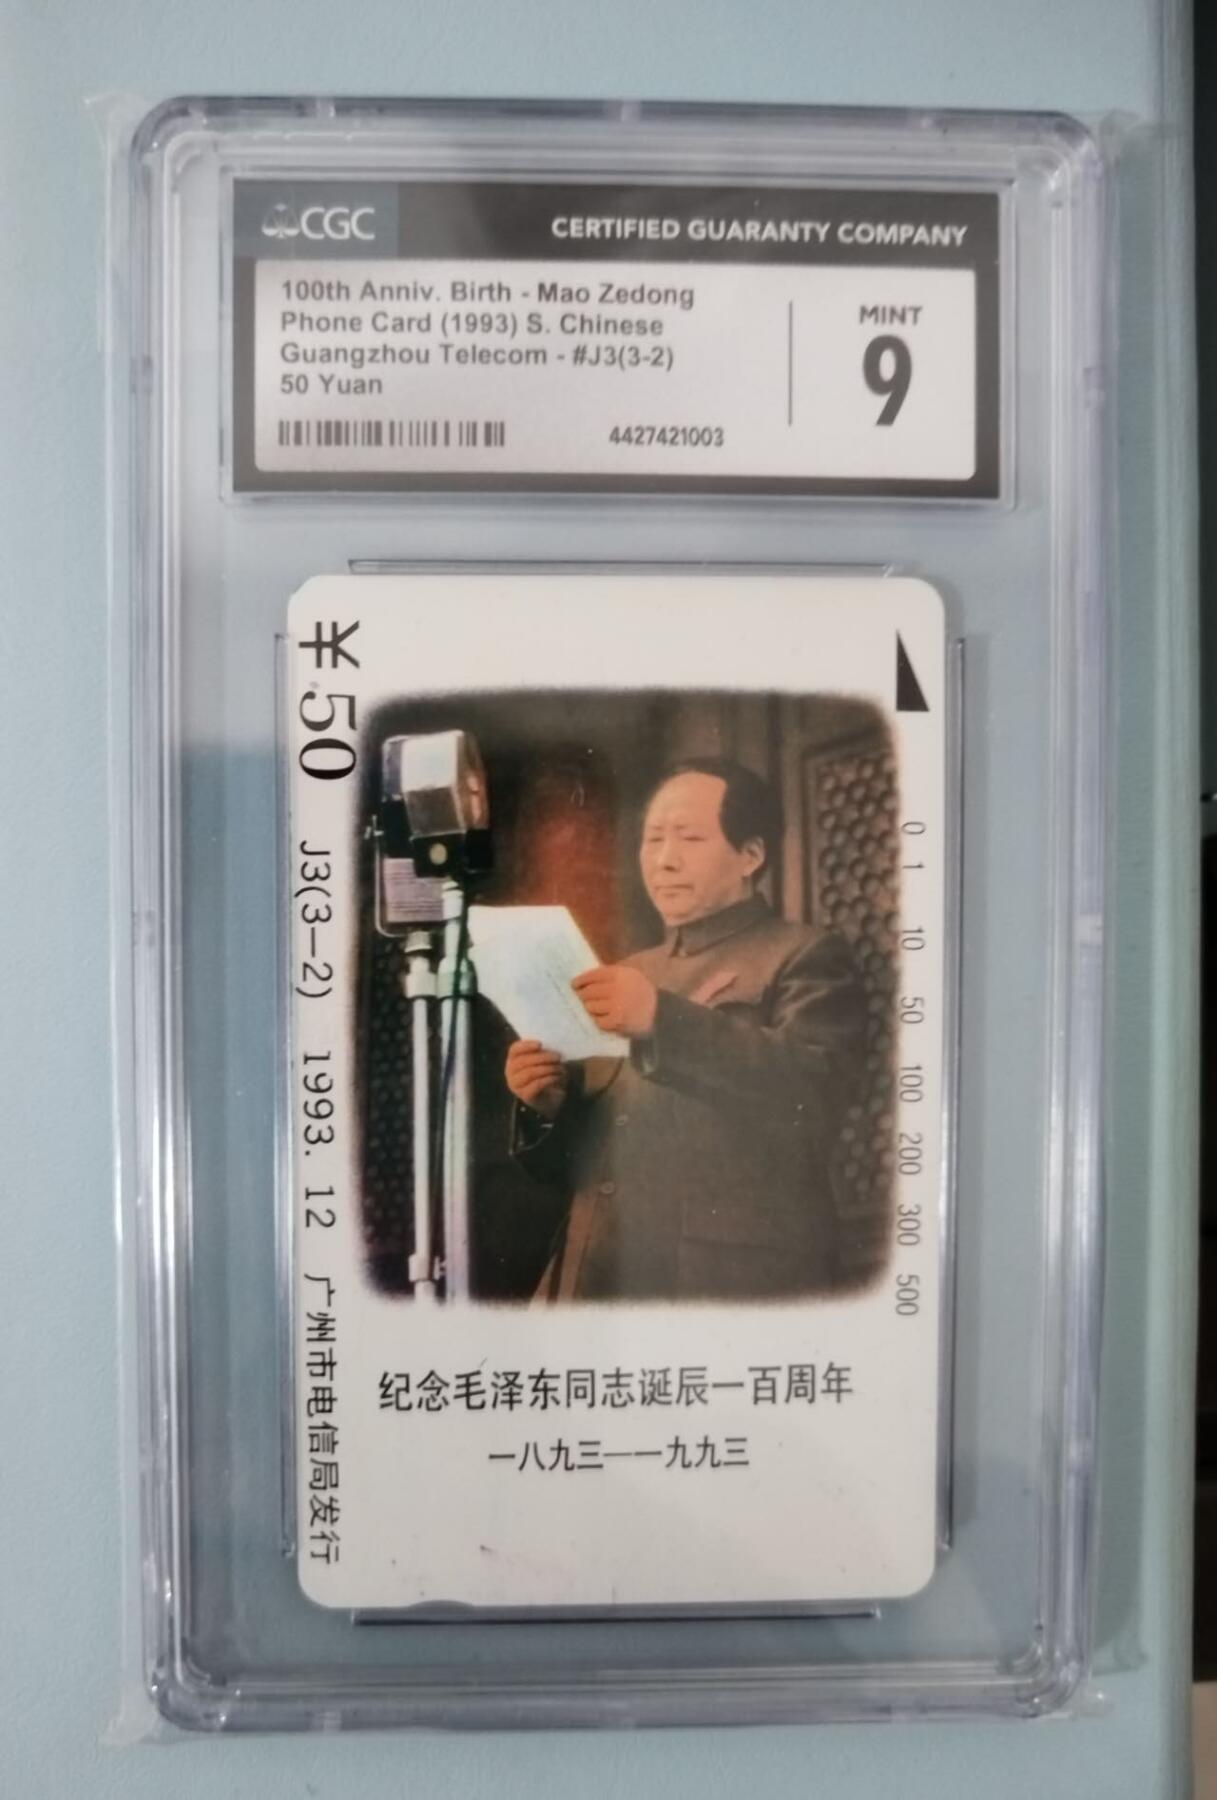 CGC
CERTIFIED GUARANTY COMPANY
100th Anniv. Birth - Mao Zedong
Phone Card (1993) S. Chinese
Guangzhou Telecom - #J3(3-2)
50 Yuan
MINT
9
4427421003
¥50 J3(3—2) 1993.12 广州市电信局发行
0 1 10 50 100 200 300 500
纪念毛泽东同志诞辰一百周年
一八九三—一九九三